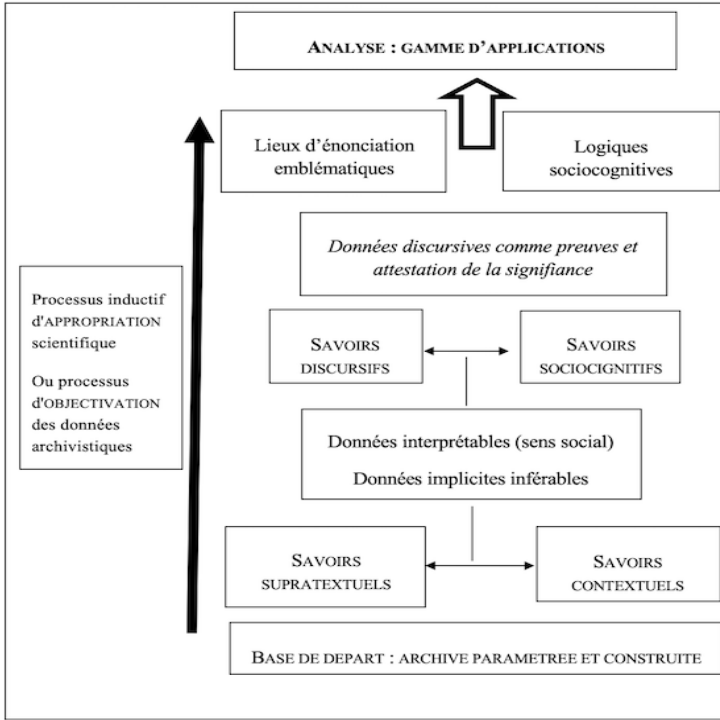 ANALYSE : GAMME D'APPLICATIONS
Lieux d'énonciation
emblématiques
Logiques
sociocognitives
Données discursives comme preuves et
attestation de la signifiance
Processus inductif
d'APPROPRIATION
scientifique
Ou processus
d'OBJECTIVATION
des données
archivistiques
SAVOIRS
DISCURSIFS
SAVOIRS
SOCIOCIGNITIFS
Données interprétables (sens social)
Données implicites inférables
SAVOIRS
SUPRATEXTUELS
SAVOIRS
CONTEXTUELS
BASE DE DEPART : ARCHIVE PARAMETREE ET CONSTRUITE